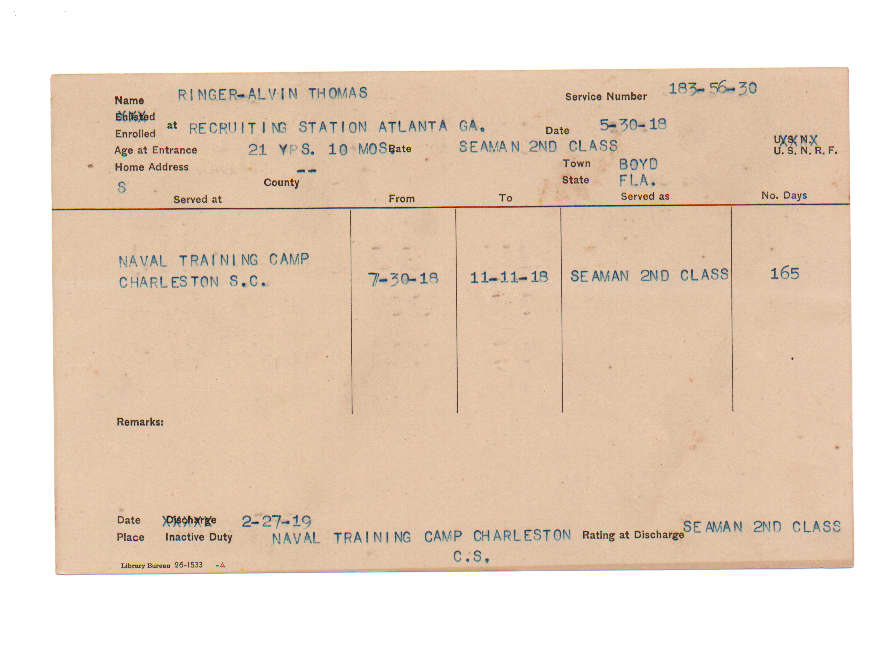 Name RINGER-ALVIN THOMAS Service Number 183-56-30
Enlisted
Enrolled at RECRUITING STATION ATLANTA GA. Date 5-30-18 U. S. N.
Age at Entrance 21 YRS. 10 MOS. Rate SEAMAN 2ND CLASS U. S. N. R. F.
Home Address -- Town BOYD
S County State FLA.
Served at From To Served as No. Days
NAVAL TRAINING CAMP
CHARLESTON S.C. 7-30-18 11-11-18 SEAMAN 2ND CLASS 165
Remarks:
Date Discharge 2-27-19
Place Inactive Duty NAVAL TRAINING CAMP CHARLESTON Rating at Discharge SEAMAN 2ND CLASS
C.S.
Library Bureau 26-1533